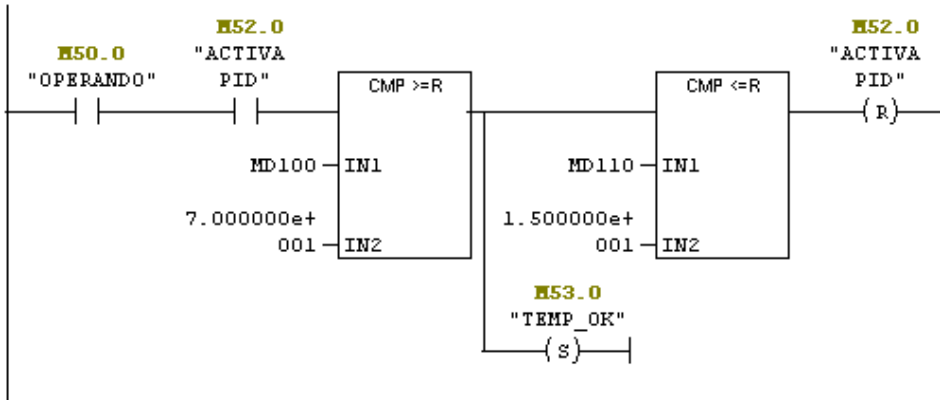 M50.0
"OPERANDO"
M52.0
"ACTIVA
PID"
CMP >=R
MD100
IN1
7.000000e+
001
IN2
CMP <=R
MD110
IN1
1.500000e+
001
IN2
M52.0
"ACTIVA
PID"
R
M53.0
"TEMP_OK"
S